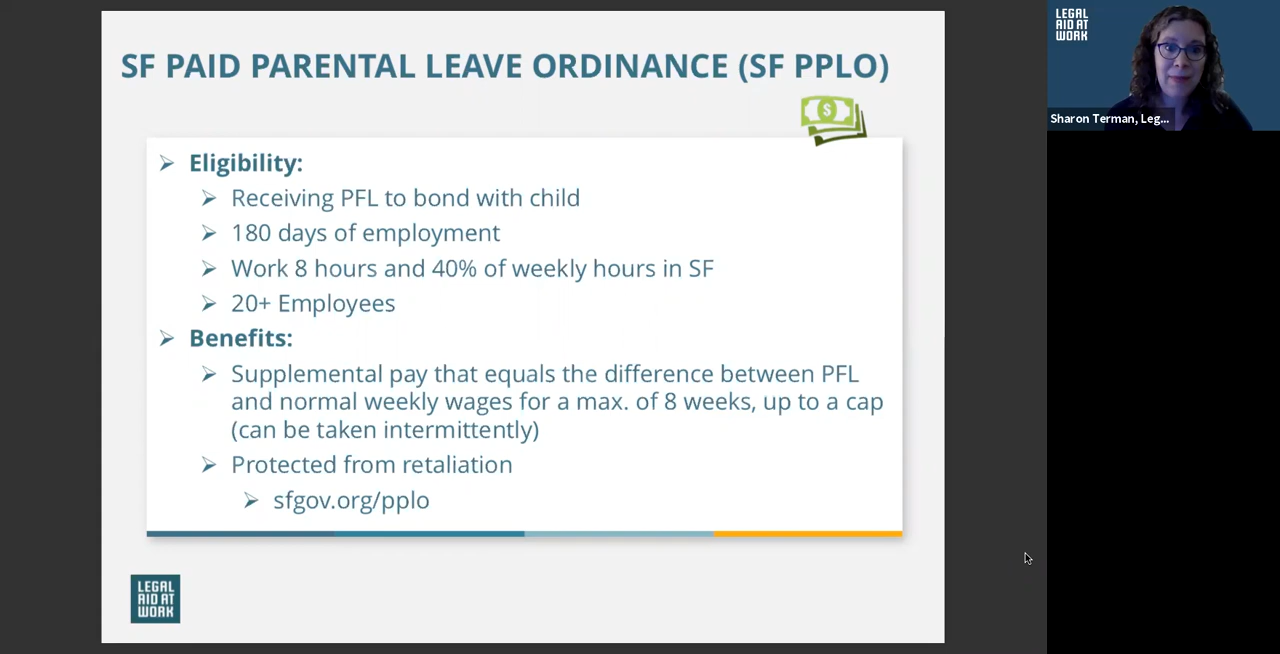 SF PAID PARENTAL LEAVE ORDINANCE (SF PPLO)
Eligibility:
Receiving PFL to bond with child
180 days of employment
Work 8 hours and 40% of weekly hours in SF
20+ Employees
Benefits:
Supplemental pay that equals the difference between PFL
and normal weekly wages for a max. of 8 weeks, up to a cap
(can be taken intermittently)
Protected from retaliation
sfgov.org/pplo
LEGAL
AID AT
WORK
LEGAL
AID AT
WORK
Sharon Terman, Leg...